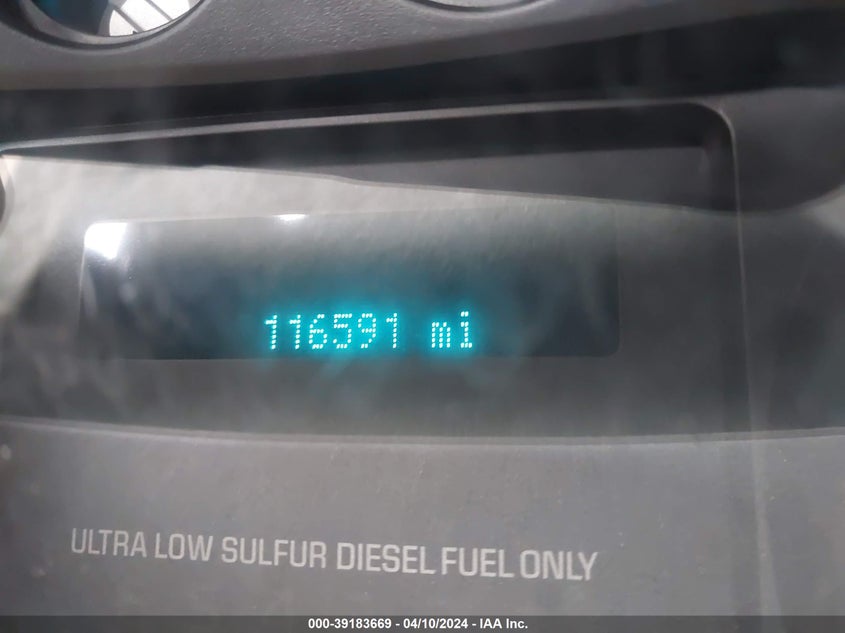 116591 mi
ULTRA LOW SULFUR DIESEL FUEL ONLY
000-39183669 - 04/10/2024 - IAA Inc.